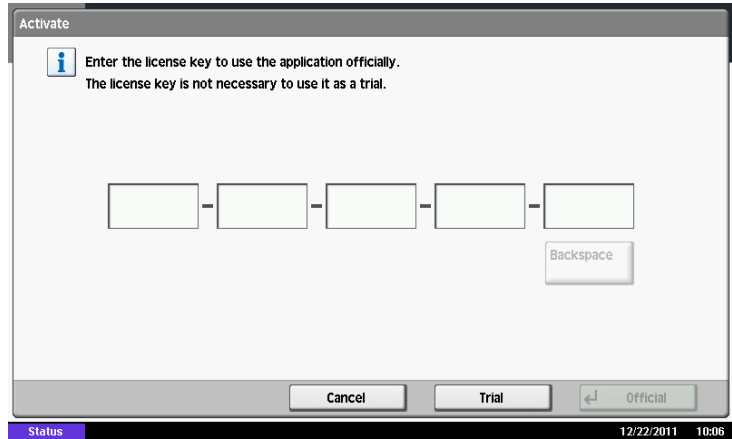 Activate
Enter the license key to use the application officially.
The license key is not necessary to use it as a trial.
- - - -
Backspace
Cancel Trial Official
Status 12/22/2011 10:06